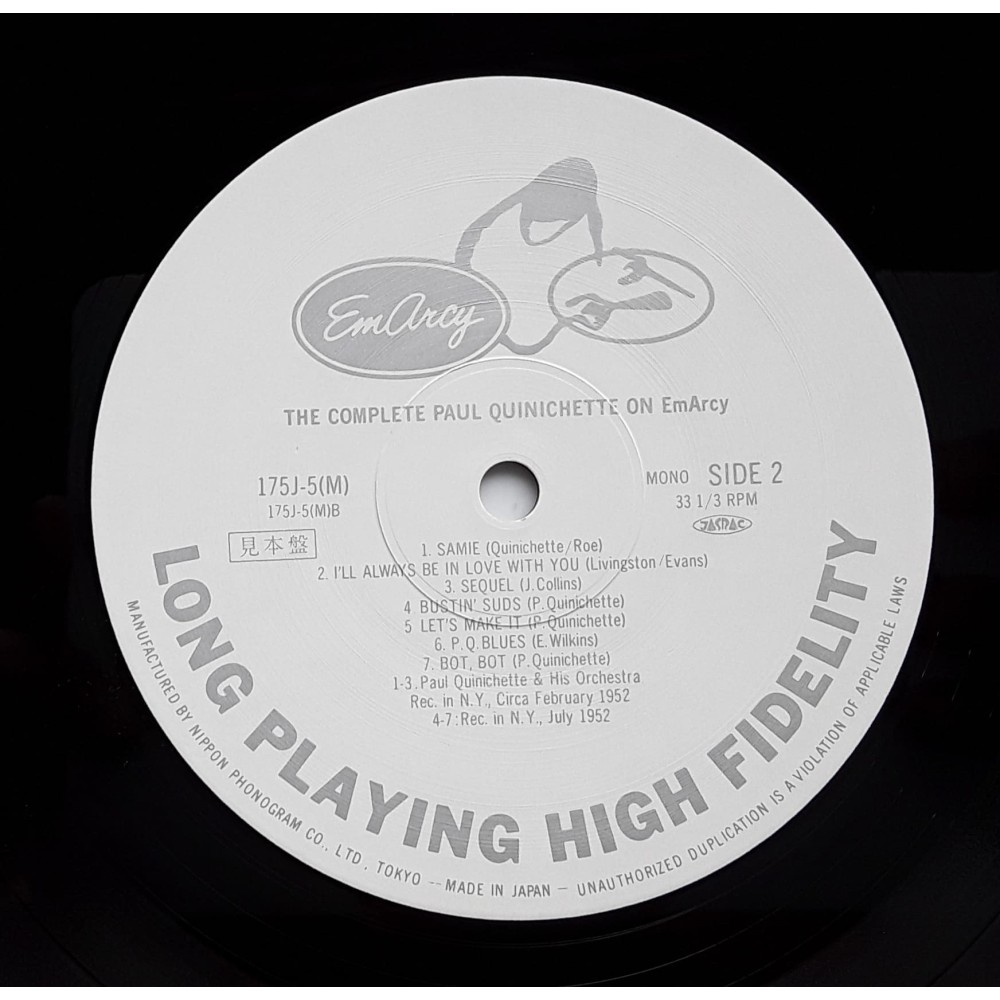 EmArcy
THE COMPLETE PAUL QUINICHETTE ON EmArcy
175J-5(M)
175J-5(M)B
見本盤
MONO SIDE 2
33 1/3 RPM
JASRAC
1. SAMIE (Quinichette/Roe)
2. I'LL ALWAYS BE IN LOVE WITH YOU (Livingston/Evans)
3. SEQUEL (J.Collins)
4 BUSTIN' SUDS (P.Quinichette)
5 LET'S MAKE IT (P.Quinichette)
6. P.Q.BLUES (E.Wilkins)
7. BOT, BOT (P.Quinichette)
1-3.Paul Quinichette & His Orchestra
Rec. in N.Y., Circa February 1952
4-7:Rec. in N.Y., July 1952
LONG PLAYING HIGH FIDELITY
MANUFACTURED BY NIPPON PHONOGRAM CO., LTD. TOKYO -- MADE IN JAPAN — UNAUTHORIZED DUPLICATION IS A VIOLATION OF APPLICABLE LAWS